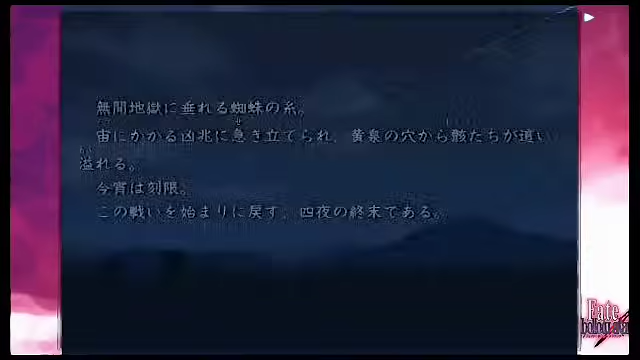 無間地獄に垂れる蜘蛛の糸。
宙にかかる凶兆に急き立てられ、黄泉の穴から骸たちが這い
溢れる。
今宵は刻限。
この戦いを始まりに戻す、四夜の終末である。
Fate
hollow ataraxia